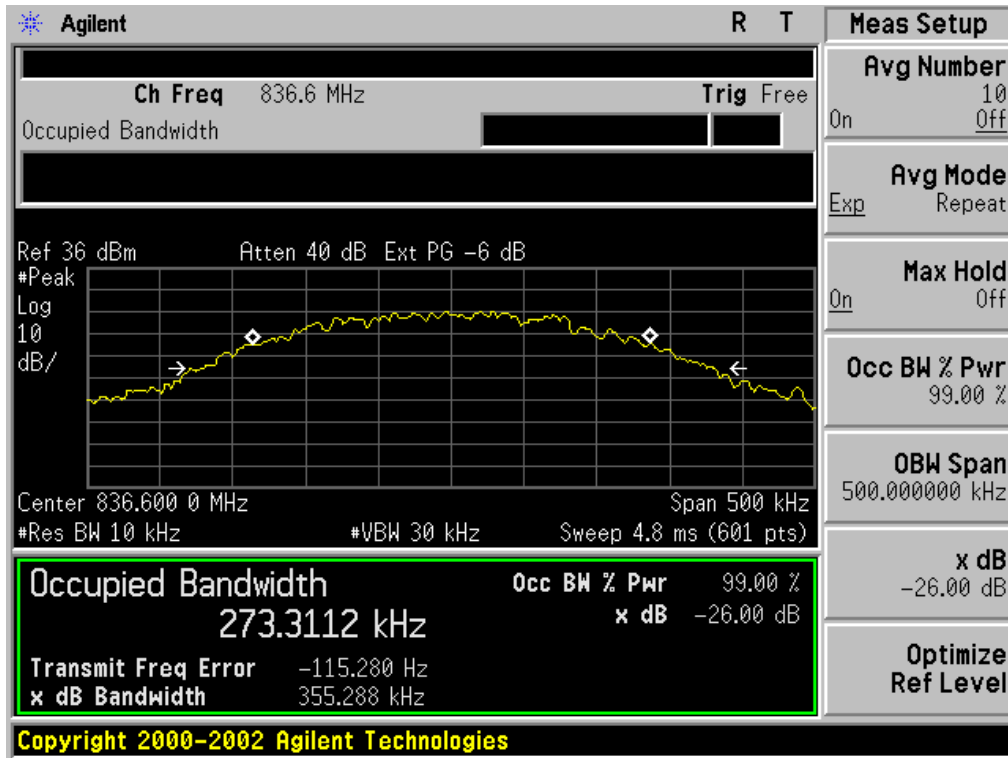 Agilent R T
Ch Freq 836.6 MHz Trig Free
Occupied Bandwidth
Ref 36 dBm Atten 40 dB Ext PG -6 dB
#Peak
Log
10
dB/
Center 836.600 0 MHz Span 500 kHz
#Res BW 10 kHz #VBW 30 kHz Sweep 4.8 ms (601 pts)
Occupied Bandwidth
273.3112 kHz
Occ BW % Pwr 99.00 %
x dB -26.00 dB
Transmit Freq Error -115.280 Hz
x dB Bandwidth 355.288 kHz
Copyright 2000-2002 Agilent Technologies
Meas Setup
Avg Number
10
On Off
Avg Mode
Exp Repeat
Max Hold
On Off
Occ BW % Pwr
99.00 %
OBW Span
500.000000 kHz
x dB
-26.00 dB
Optimize
Ref Level